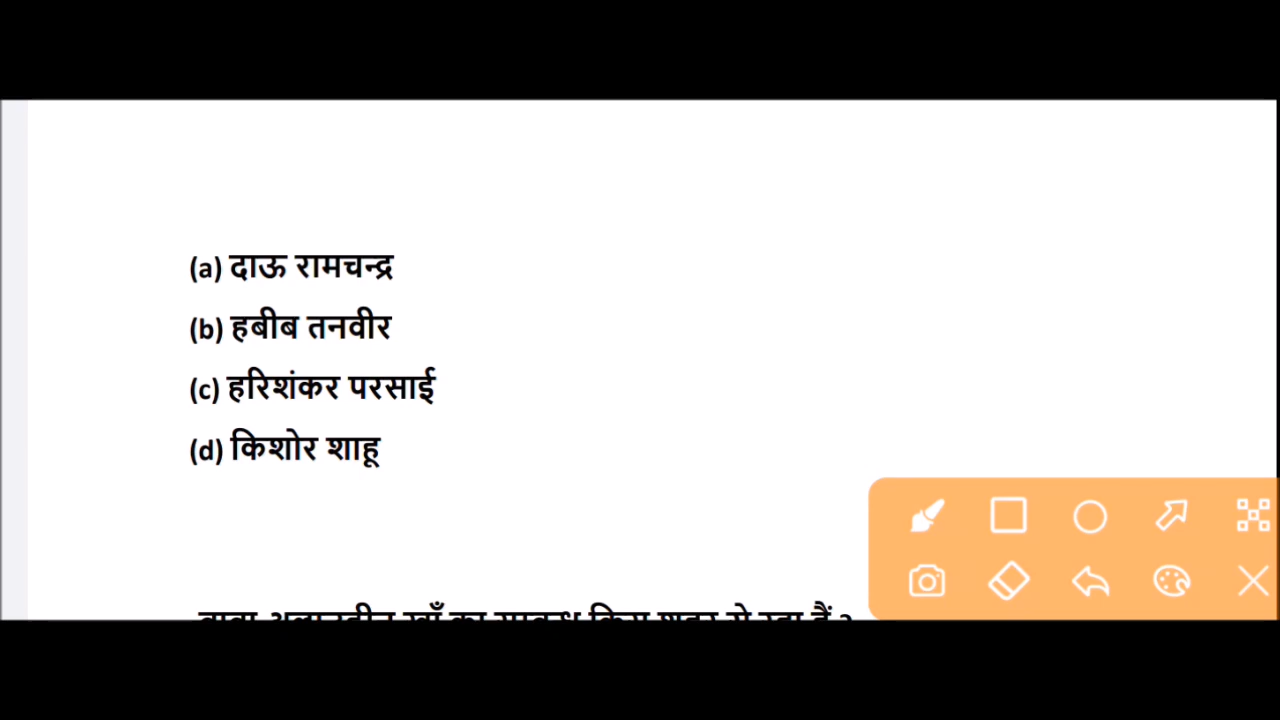 (a) दाऊ रामचन्द्र
(b) हबीब तनवीर
(c) हरिशंकर परसाई
(d) किशोर शाहू